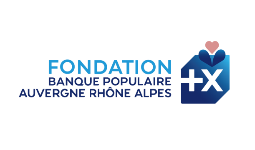 FONDATION
BANQUE POPULAIRE
AUVERGNE RHÔNE ALPES
+X